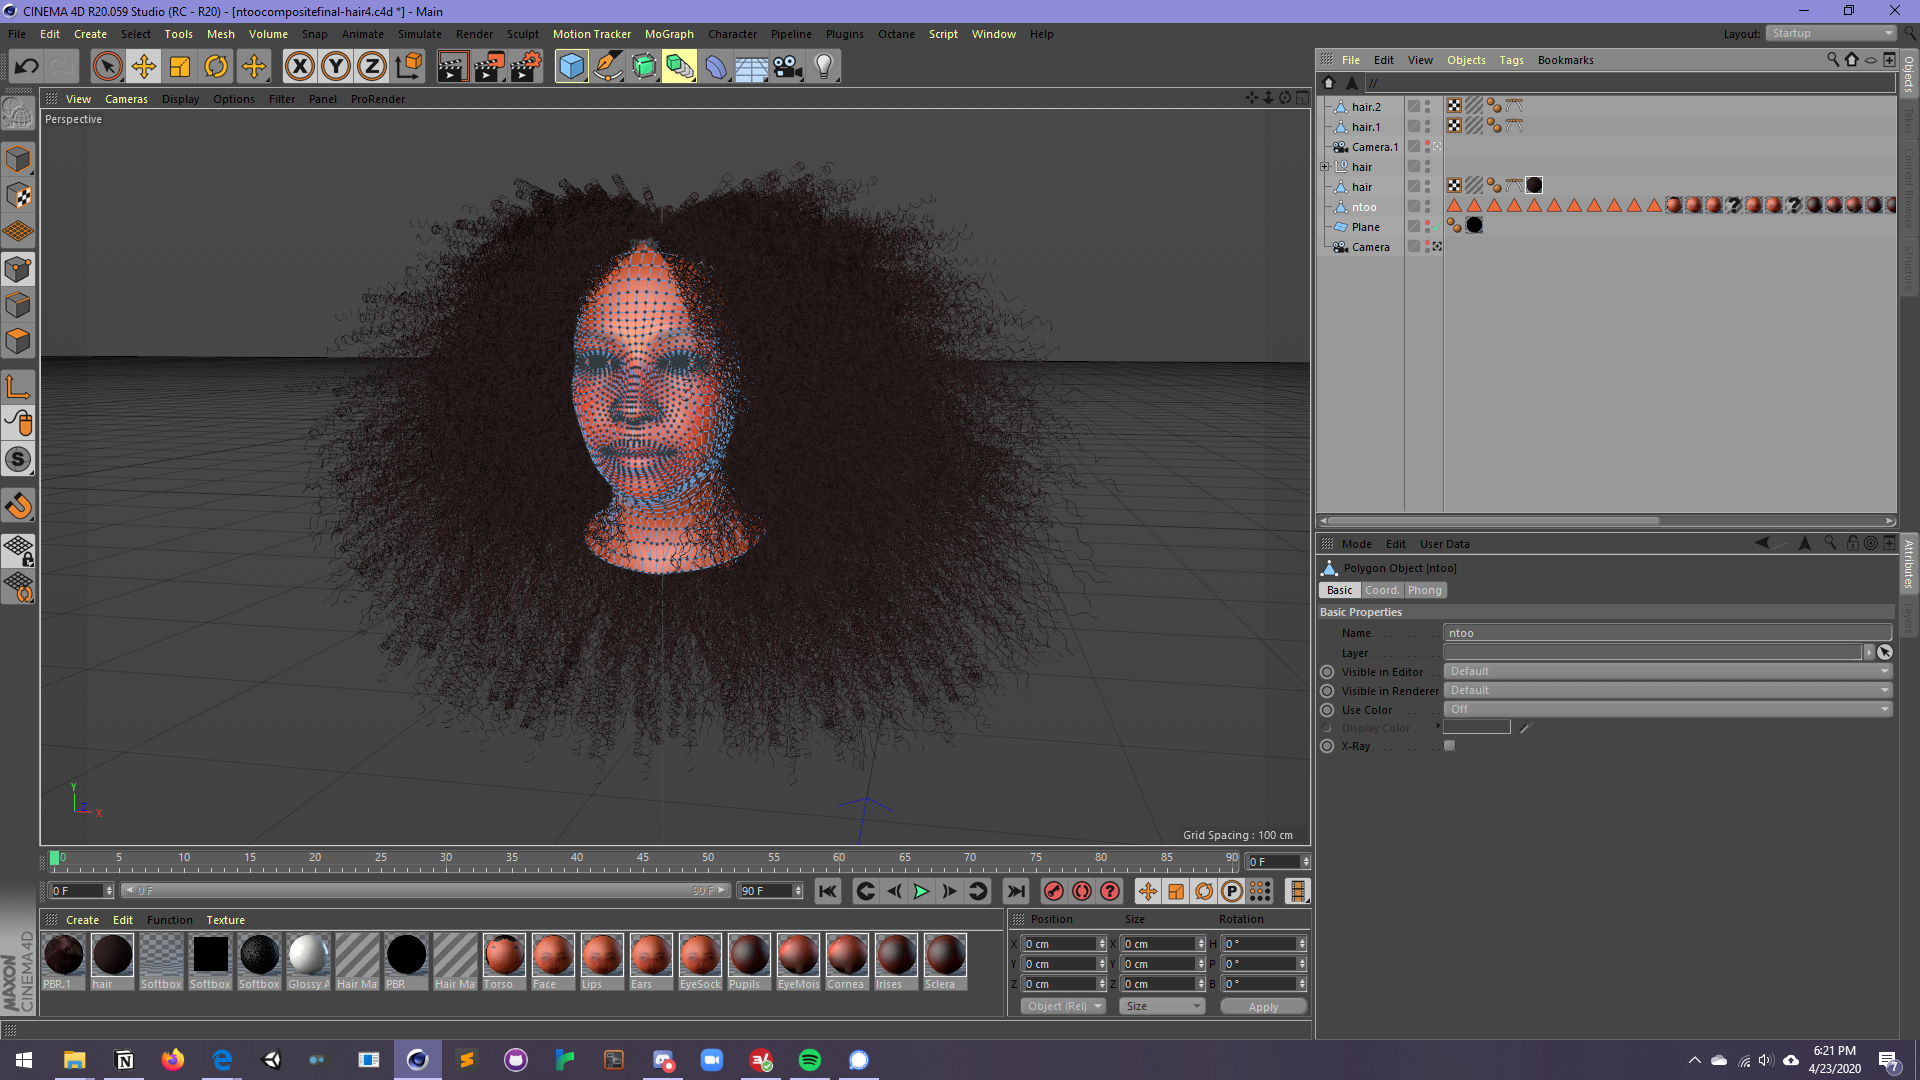 CINEMA 4D R20.059 Studio (RC - R20) - [ntoocompositefinal-hair4.c4d *] - Main
File Edit Create Select Tools Mesh Volume Snap Animate Simulate Render Sculpt Motion Tracker MoGraph Character Pipeline Plugins Octane Script Window Help Layout: Startup
X Y Z
File Edit View Objects Tags Bookmarks
Objects
Takes
Content Browser
Structure
//
View Cameras Display Options Filter Panel ProRender
Perspective
hair.2
hair.1
Camera.1
hair
hair
ntoo
Plane
Camera
Mode Edit User Data
Attributes
Layers
Polygon Object [ntoo]
Basic Coord. Phong
Basic Properties
Name ntoo
Layer
Visible in Editor Default
Visible in Renderer Default
Use Color Off
Display Color
X-Ray
Y
Z
X
Grid Spacing : 100 cm
0 5 10 15 20 25 30 35 40 45 50 55 60 65 70 75 80 85 90 0 F
0 F 0 F 90 F 90 F
P
Create Edit Function Texture
PBR.1 hair Softbox Softbox Softbox Glossy A Hair Ma PBR Hair Ma Torso Face Lips Ears EyeSock Pupils EyeMois Cornea Irises Sclera
Position Size Rotation
X 0 cm X 0 cm H 0 °
Y 0 cm Y 0 cm P 0 °
Z 0 cm Z 0 cm B 0 °
Object (Rel) Size Apply
MAXON
CINEMA 4D
6:21 PM
4/23/2020
7